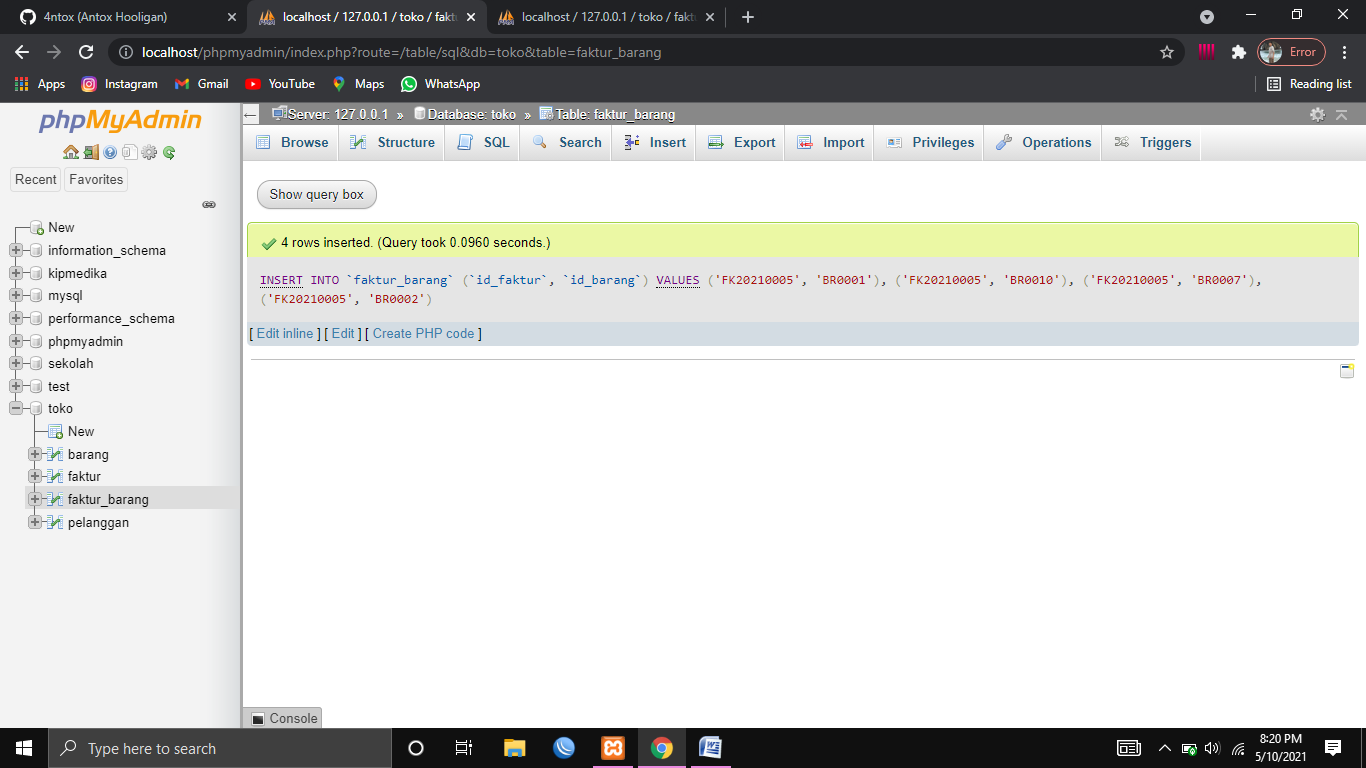 4ntox (Antox Hooligan)
localhost / 127.0.0.1 / toko / fakt
localhost / 127.0.0.1 / toko / fakt
localhost/phpmyadmin/index.php?route=/table/sql&db=toko&table=faktur_barang
Error
Apps Instagram Gmail YouTube Maps WhatsApp Reading list
phpMyAdmin
Server: 127.0.0.1 » Database: toko » Table: faktur_barang
Browse Structure SQL Search Insert Export Import Privileges Operations Triggers
Recent Favorites
Show query box
New
information_schema
kipmedika
mysql
performance_schema
phpmyadmin
sekolah
test
toko
New
barang
faktur
faktur_barang
pelanggan
4 rows inserted. (Query took 0.0960 seconds.)
INSERT INTO `faktur_barang` (`id_faktur`, `id_barang`) VALUES ('FK20210005', 'BR0001'), ('FK20210005', 'BR0010'), ('FK20210005', 'BR0007'),
('FK20210005', 'BR0002')
[ Edit inline ] [ Edit ] [ Create PHP code ]
Console
Type here to search
8:20 PM
5/10/2021